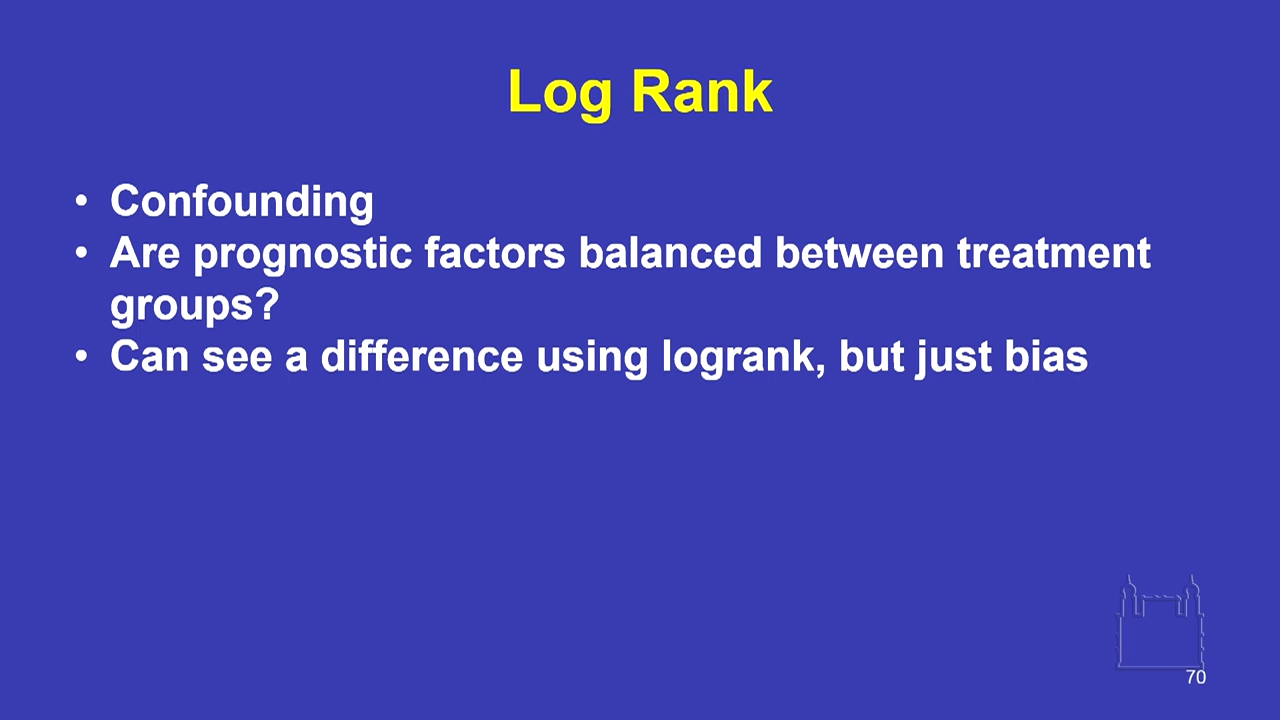 Log Rank
• Confounding
• Are prognostic factors balanced between treatment
groups?
• Can see a difference using logrank, but just bias
70